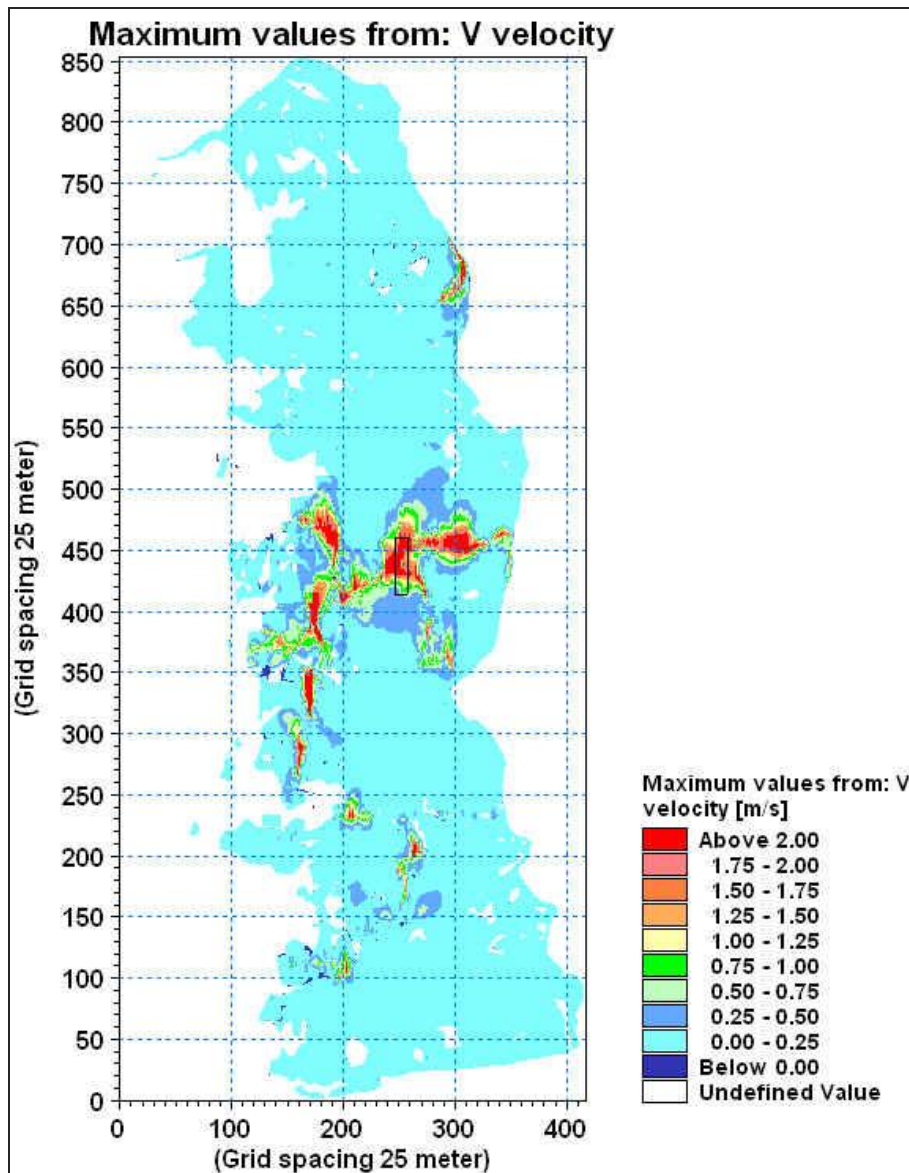 Maximum values from: V velocity
850
800
750
700
650
600
550
500
450
400
350
300
250
200
150
100
50
0
(Grid spacing 25 meter)
0 100 200 300 400
(Grid spacing 25 meter)
Maximum values from: V
velocity [m/s]
Above 2.00
1.75 - 2.00
1.50 - 1.75
1.25 - 1.50
1.00 - 1.25
0.75 - 1.00
0.50 - 0.75
0.25 - 0.50
0.00 - 0.25
Below 0.00
Undefined Value